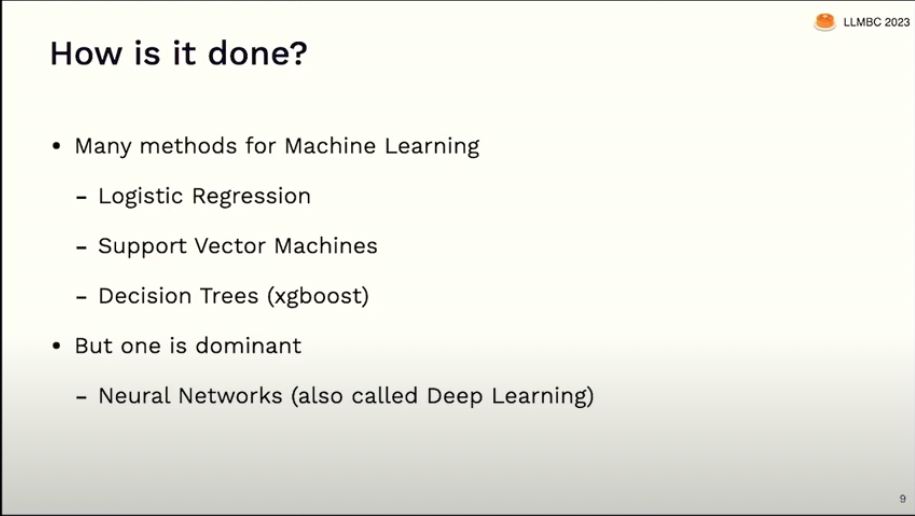 LLMBC 2023
How is it done?
• Many methods for Machine Learning
– Logistic Regression
– Support Vector Machines
– Decision Trees (xgboost)
• But one is dominant
– Neural Networks (also called Deep Learning)
9